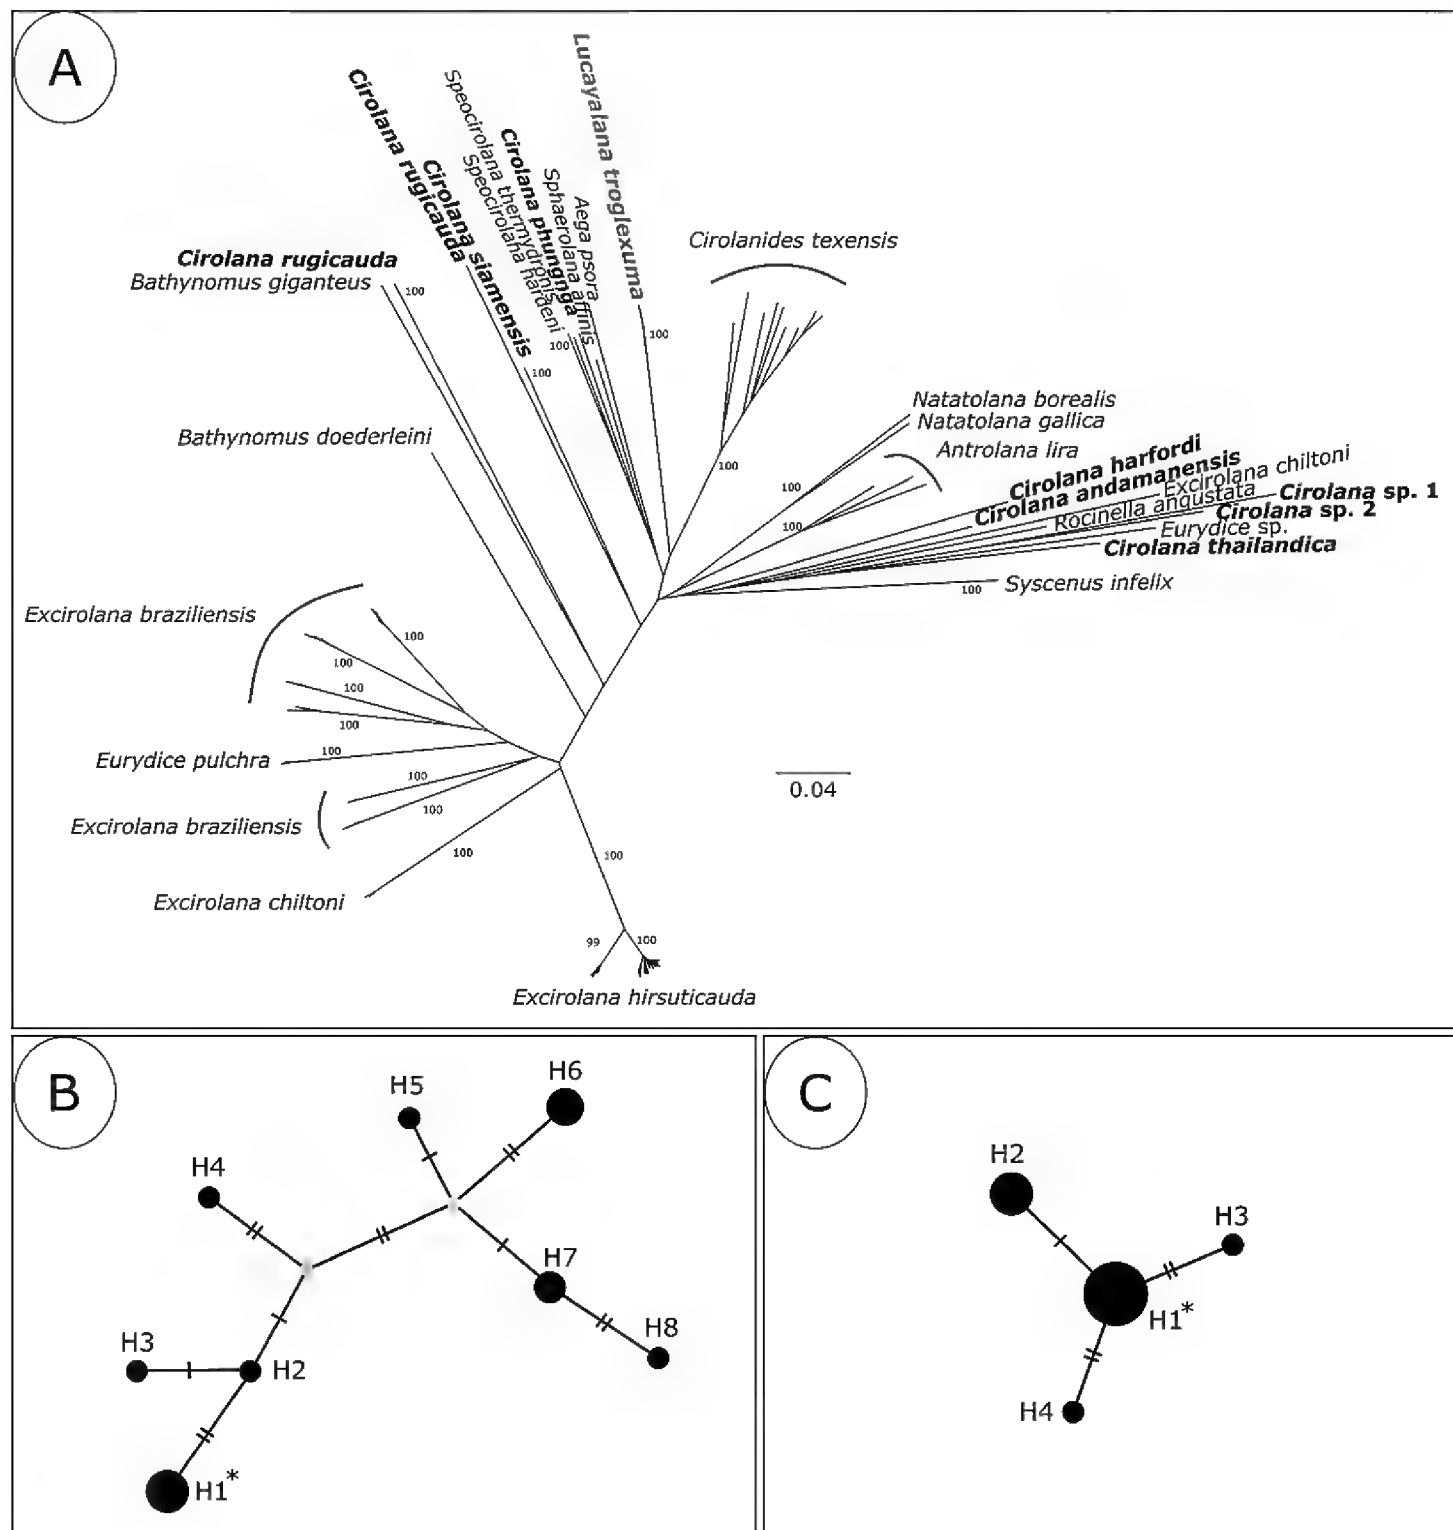 A
Lucayalana troglexuma
Cirolana rugicauda
Speocirolana thermydronis
Cirolana siamensis
Cirolana phungnga
Speocirolana hardeni
Sphaerolana affinis
Aega psora
Cirolanides texensis
Cirolana rugicauda
Bathynomus giganteus
100
100
100
100
Bathynomus doederleini
Natatolana borealis
Natatolana gallica
Antrolana lira
100
100
100
Cirolana harfordi
Cirolana andamanensis
Excirolana chiltoni
Rocinella angustata
Cirolana sp. 1
Cirolana sp. 2
Eurydice sp.
Cirolana thailandica
100
Syscenus infelix
Excirolana braziliensis
100
100
100
100
Eurydice pulchra
100
100
100
Excirolana braziliensis
0.04
100
100
Excirolana chiltoni
99
100
Excirolana hirsuticauda
B
H5
H6
H4
H7
H3
H2
H8
H1*
C
H2
H3
H1*
H4